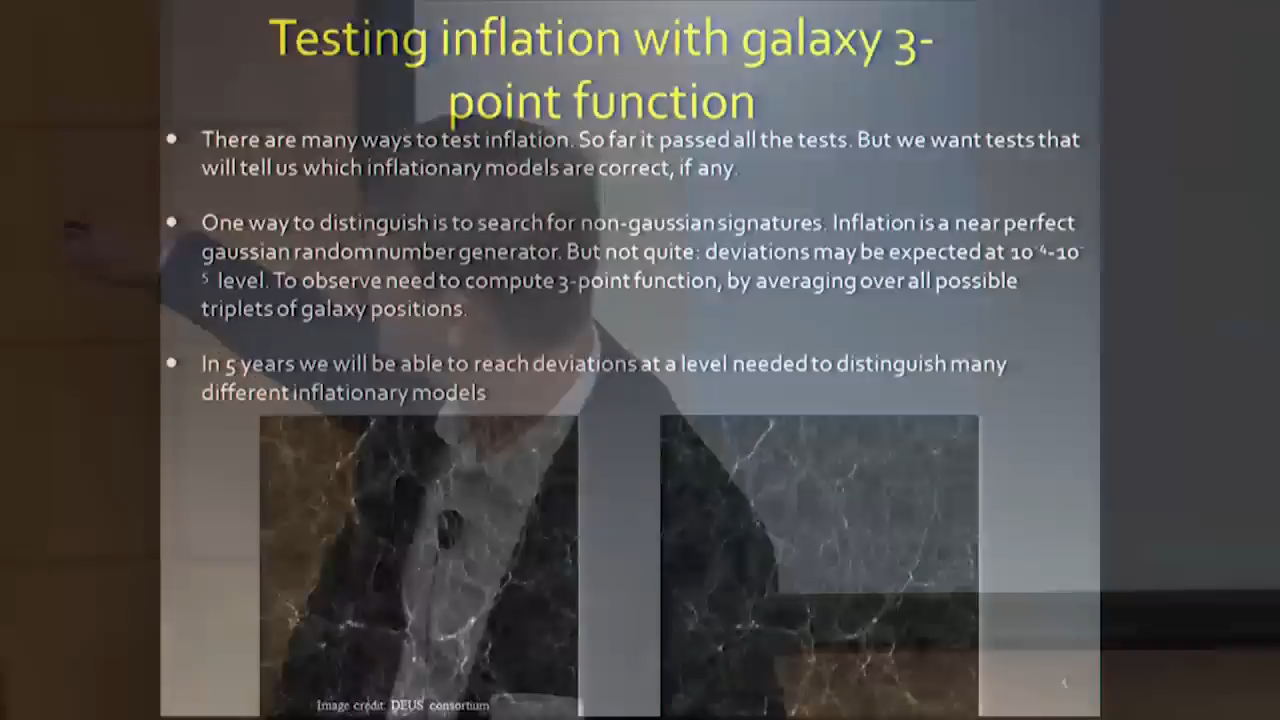 Testing inflation with galaxy 3-
point function
• There are many ways to test inflation. So far it passed all the tests. But we want tests that
will tell us which inflationary models are correct, if any.
• One way to distinguish is to search for non-gaussian signatures. Inflation is a near perfect
gaussian random number generator. But not quite: deviations may be expected at 10⁻⁴-10⁻
⁵ level. To observe need to compute 3-point function, by averaging over all possible
triplets of galaxy positions.
• In 5 years we will be able to reach deviations at a level needed to distinguish many
different inflationary models
Image credit: DEUS consortium